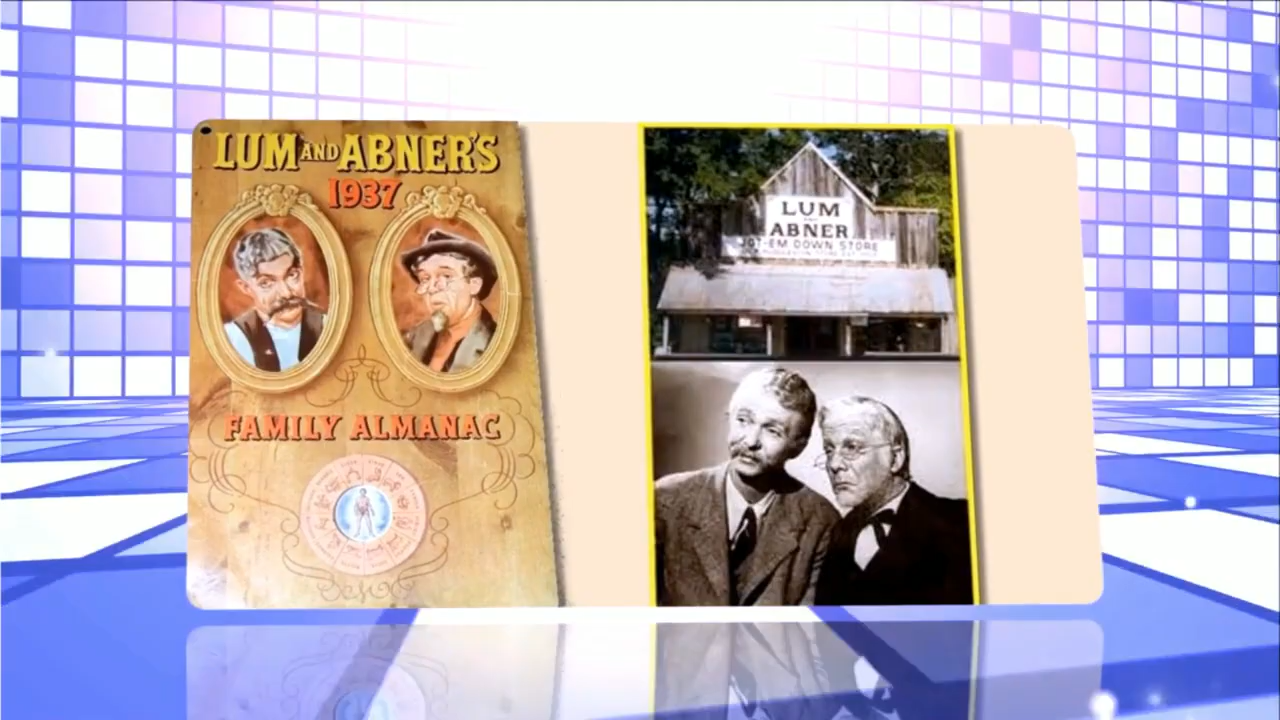 LUM AND ABNER'S
1937
FAMILY ALMANAC
LUM
AND
ABNER
JOT-EM DOWN STORE